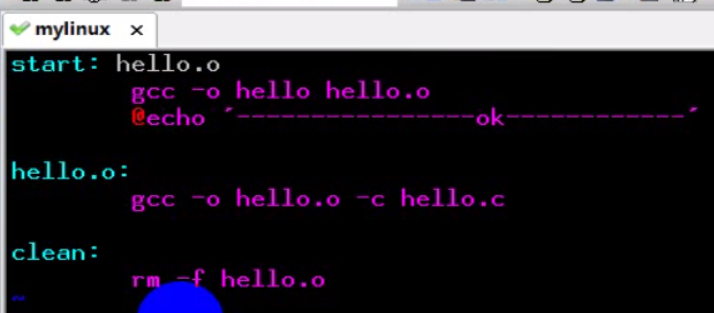 mylinux ×
start: hello.o
gcc -o hello hello.o
@echo ´----------------ok------------´
hello.o:
gcc -o hello.o -c hello.c
clean:
rm -f hello.o
~